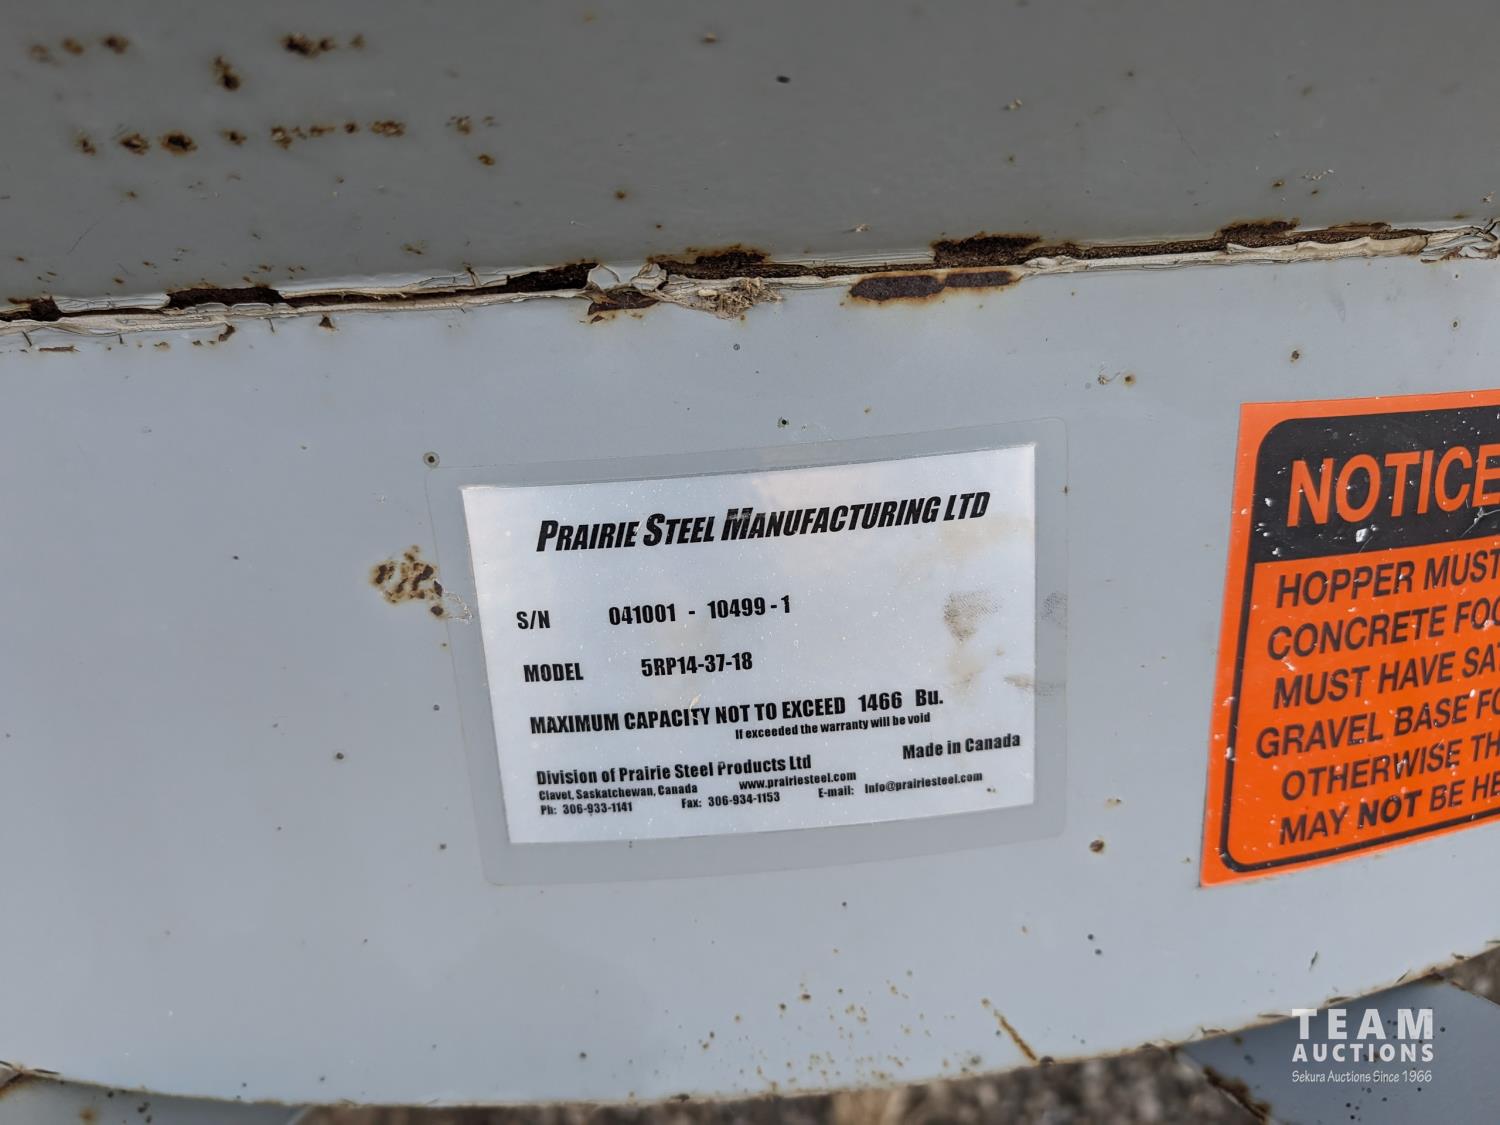 PRAIRIE STEEL MANUFACTURING LTD
S/N 041001 - 10499-1
MODEL 5RP14-37-18
MAXIMUM CAPACITY NOT TO EXCEED 1466 Bu.
If exceeded the warranty will be void
Made in Canada
Division of Prairie Steel Products Ltd
Clavet, Saskatchewan, Canada www.prairiesteel.com
Ph: 306-933-1141 Fax: 306-934-1153 E-mail: Info@prairiesteel.com
NOTICE
HOPPER MUST
CONCRETE FOO
MUST HAVE SA
GRAVEL BASE FO
OTHERWISE TH
MAY NOT BE HE
TEAM
AUCTIONS
Sekura Auctions Since 1966